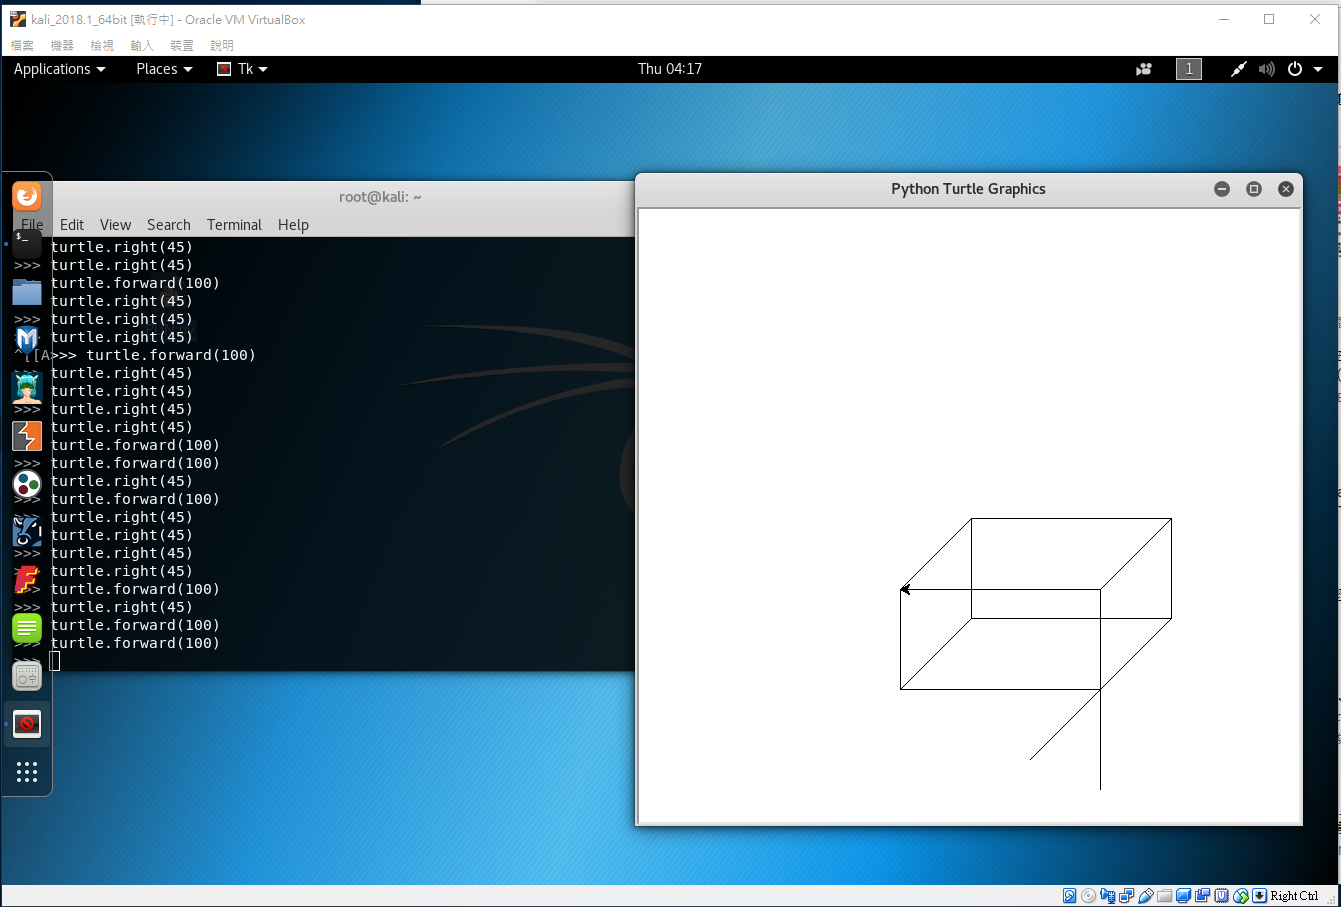 kali_2018.1_64bit [執行中] - Oracle VM VirtualBox
檔案 機器 檢視 輸入 裝置 說明
Applications Places Tk Thu 04:17 1
root@kali: ~
File Edit View Search Terminal Help
turtle.right(45)
>>> turtle.right(45)
turtle.forward(100)
turtle.right(45)
>>> turtle.right(45)
turtle.right(45)
^[[A>>> turtle.forward(100)
turtle.right(45)
turtle.right(45)
>>> turtle.right(45)
turtle.right(45)
turtle.forward(100)
>>> turtle.forward(100)
turtle.right(45)
>>> turtle.forward(100)
turtle.right(45)
turtle.right(45)
>>> turtle.right(45)
turtle.right(45)
>>> turtle.forward(100)
>>> turtle.right(45)
turtle.forward(100)
>>> turtle.forward(100)
Python Turtle Graphics
Right Ctrl